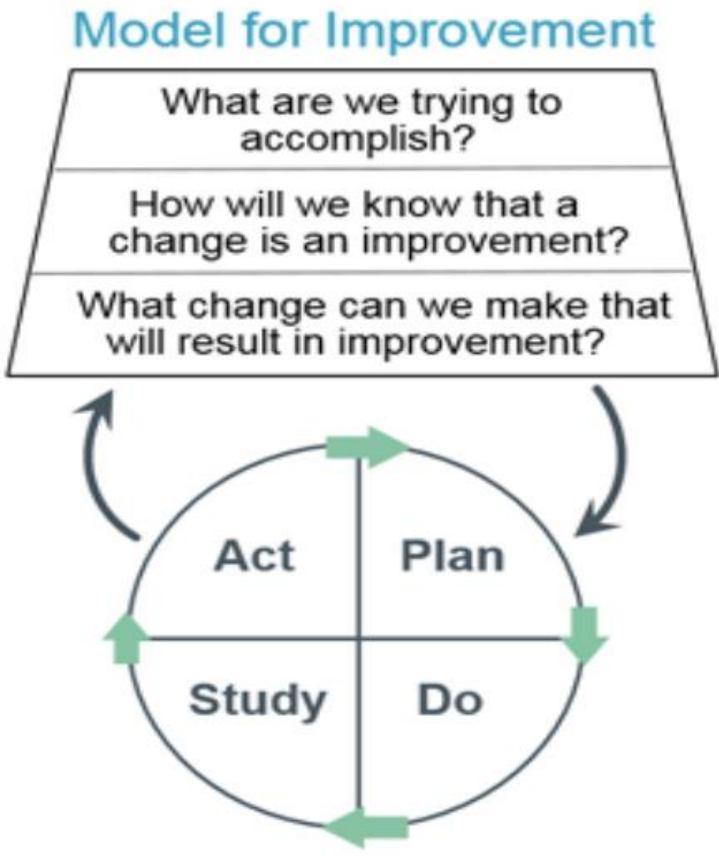 Model for Improvement
What are we trying to
accomplish?
How will we know that a
change is an improvement?
What change can we make that
will result in improvement?
Act
Plan
Study
Do